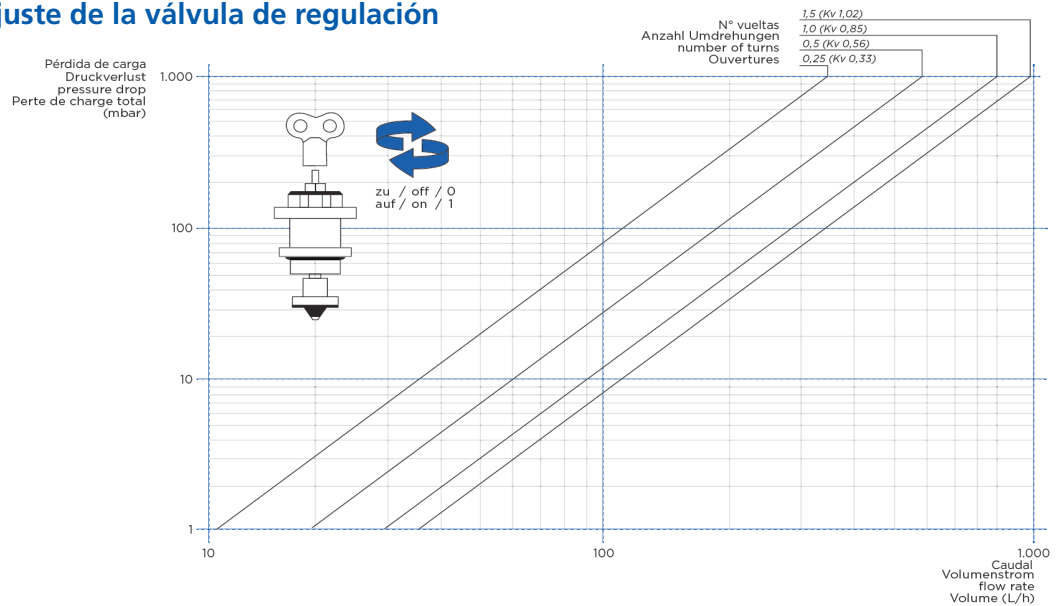 juste de la válvula de regulación
N° vueltas
Anzahl Umdrehungen
number of turns
Ouvertures
1,5 (Kv 1,02)
1,0 (Kv 0,85)
0,5 (Kv 0,56)
0,25 (Kv 0,33)
Pérdida de carga
Druckverlust
pressure drop
Perte de charge total
(mbar)
1.000
100
10
1
zu / off / 0
auf / on / 1
10
100
1.000
Caudal
Volumenstrom
flow rate
Volume (L/h)